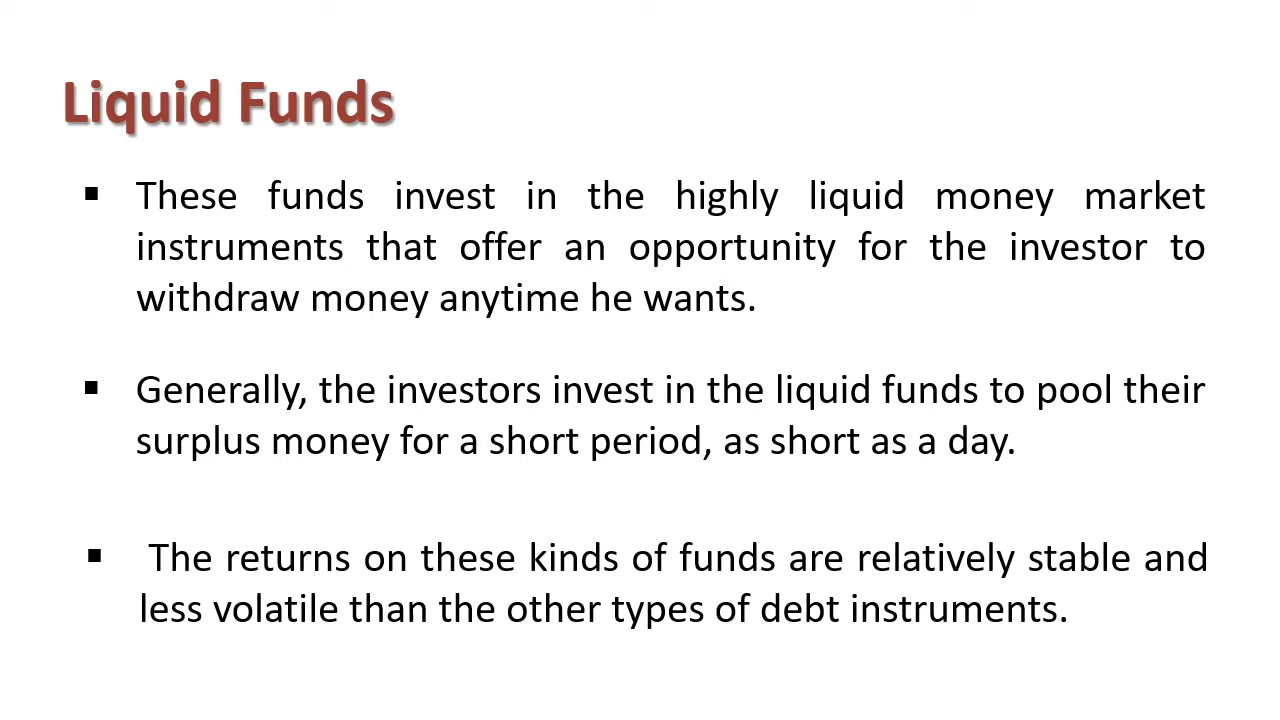 Liquid Funds
▪ These funds invest in the highly liquid money market
instruments that offer an opportunity for the investor to
withdraw money anytime he wants.
▪ Generally, the investors invest in the liquid funds to pool their
surplus money for a short period, as short as a day.
▪ The returns on these kinds of funds are relatively stable and
less volatile than the other types of debt instruments.